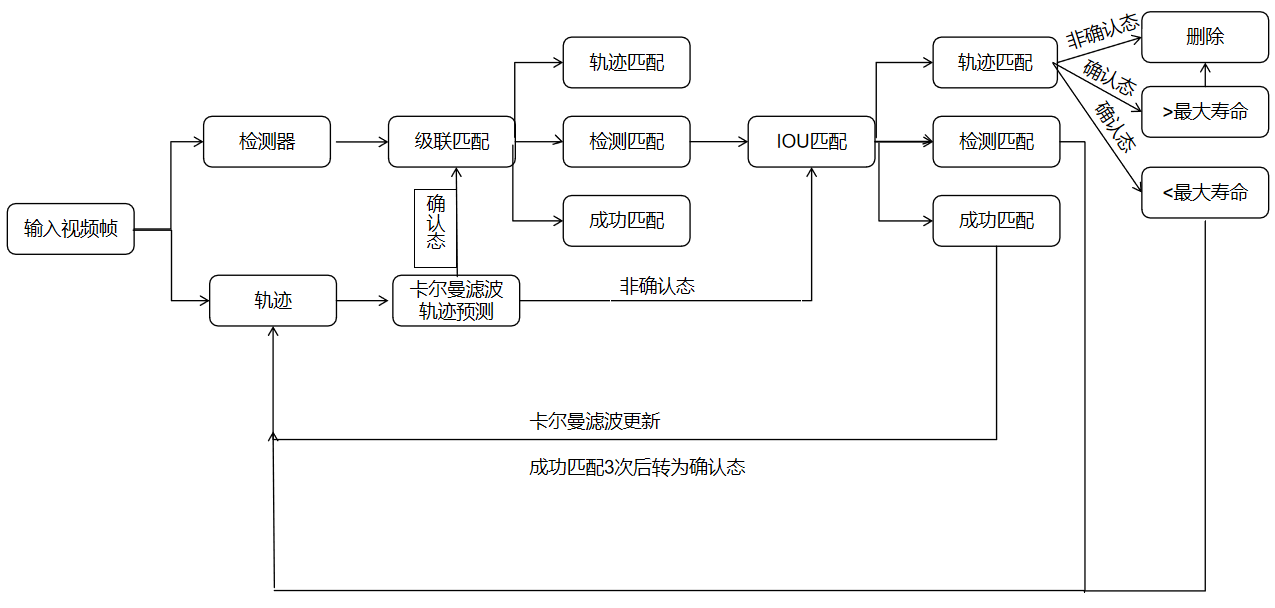 输入视频帧
检测器
轨迹
级联匹配
确认态
卡尔曼滤波
轨迹预测
轨迹匹配
检测匹配
成功匹配
非确认态
IOU匹配
轨迹匹配
检测匹配
成功匹配
非确认态
确认态
确认态
删除
>最大寿命
<最大寿命
卡尔曼滤波更新
成功匹配3次后转为确认态